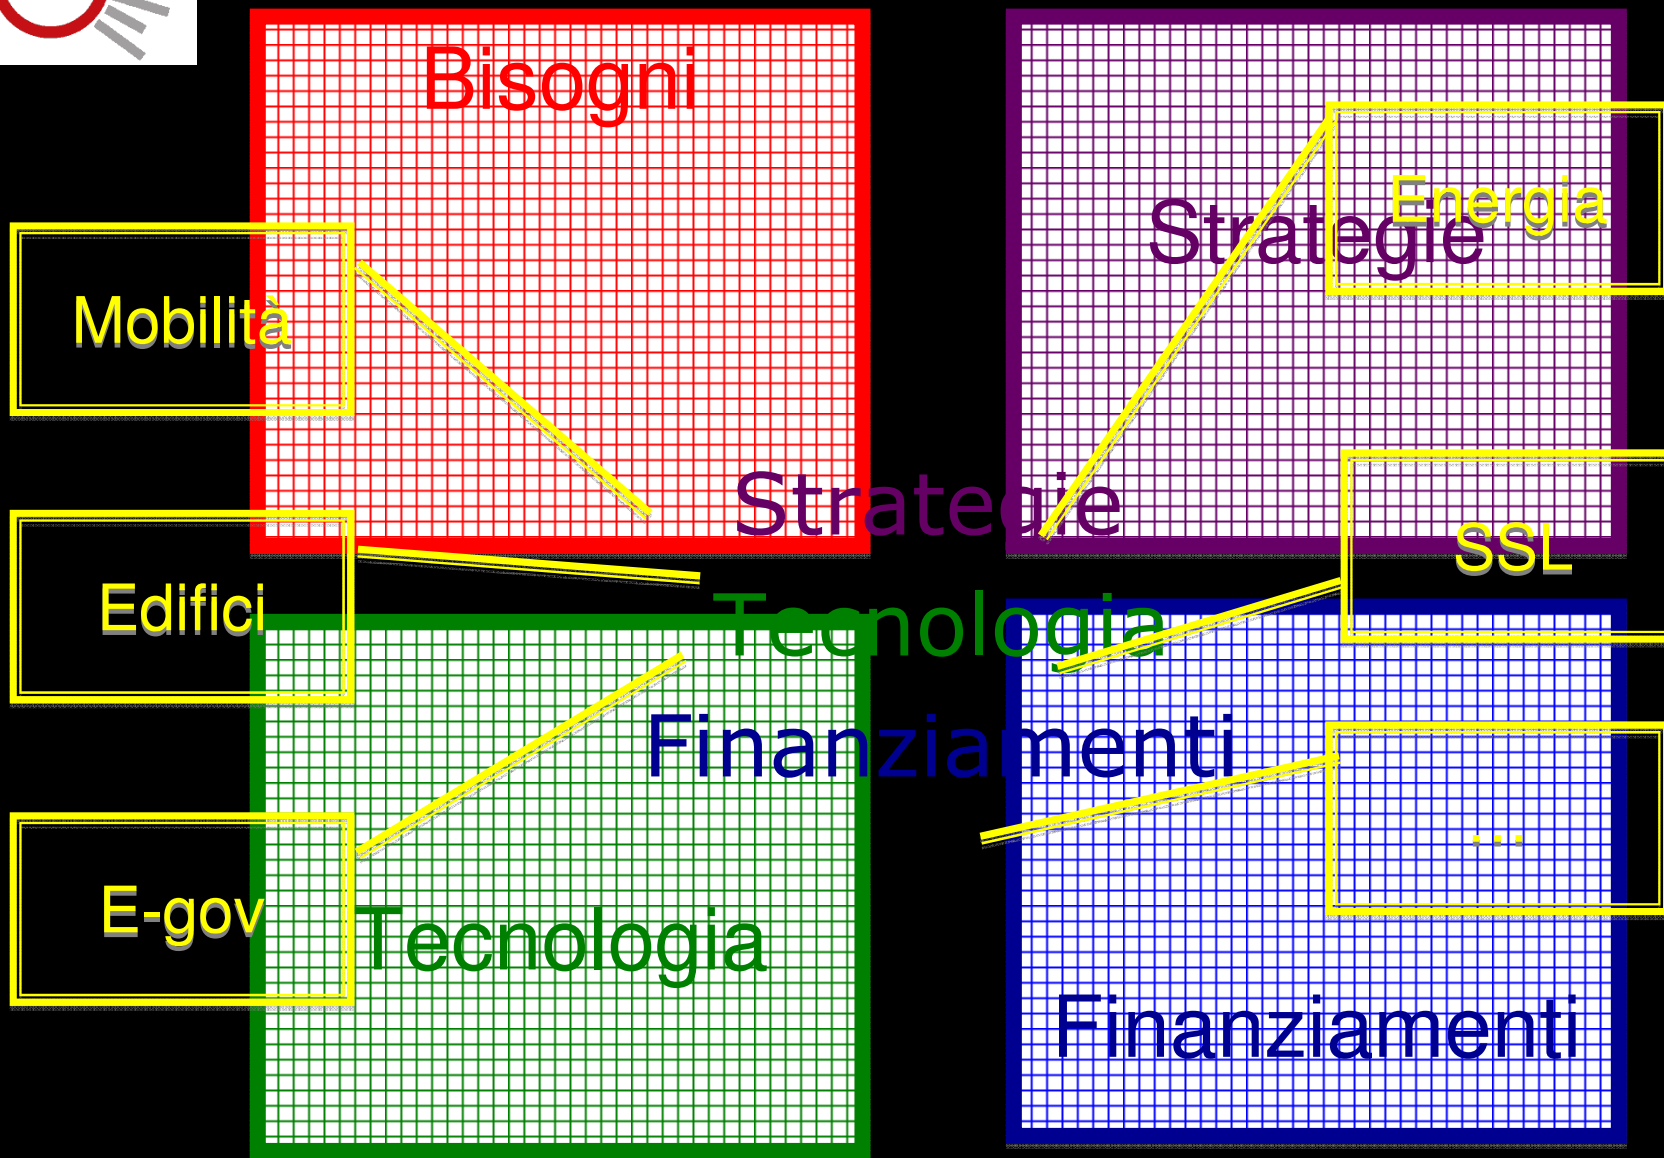 Bisogni
Strategie
Energia
Mobilità
Strategie
SSL
Edifici
Tecnologia
Finanziamenti
...
E-gov
Tecnologia
Finanziamenti